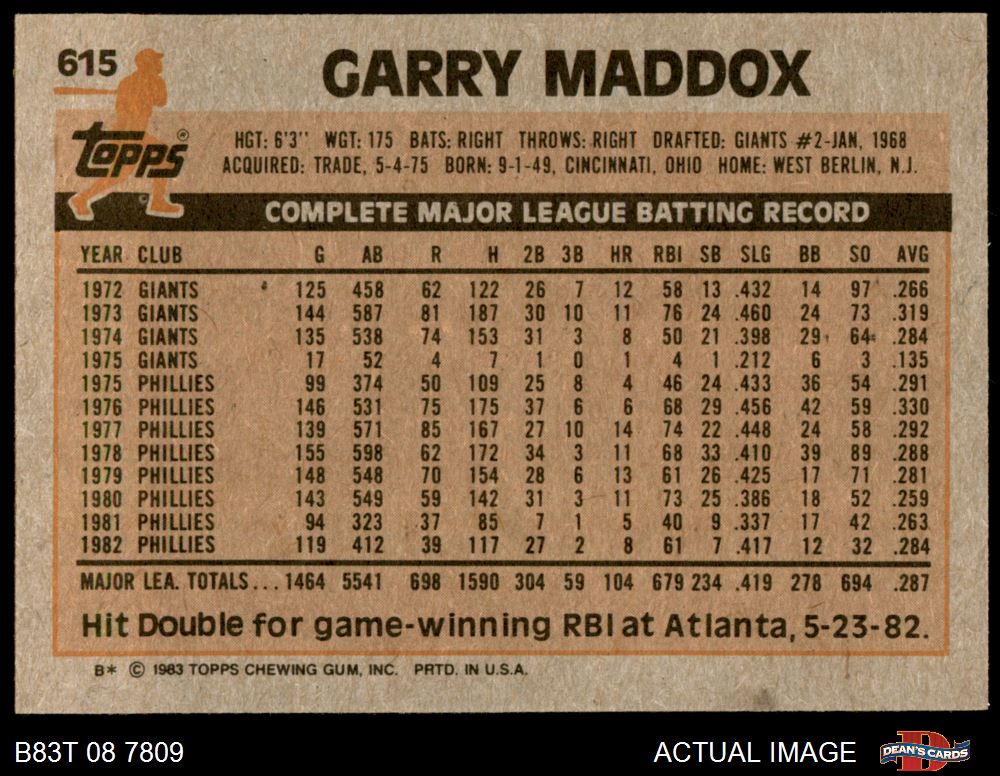 615
GARRY MADDOX
topps®
HGT: 6'3'' WGT: 175 BATS: RIGHT THROWS: RIGHT DRAFTED: GIANTS #2-JAN, 1968
ACQUIRED: TRADE, 5-4-75 BORN: 9-1-49, CINCINNATI, OHIO HOME: WEST BERLIN, N.J.
COMPLETE MAJOR LEAGUE BATTING RECORD
YEAR CLUB G AB R H 2B 3B HR RBI SB SLG BB SO AVG
1972 GIANTS 125 458 62 122 26 7 12 58 13 .432 14 97 .266
1973 GIANTS 144 587 81 187 30 10 11 76 24 .460 24 73 .319
1974 GIANTS 135 538 74 153 31 3 8 50 21 .398 29 64 .284
1975 GIANTS 17 52 4 7 1 0 1 4 1 .212 6 3 .135
1975 PHILLIES 99 374 50 109 25 8 4 46 24 .433 36 54 .291
1976 PHILLIES 146 531 75 175 37 6 6 68 29 .456 42 59 .330
1977 PHILLIES 139 571 85 167 27 10 14 74 22 .448 24 58 .292
1978 PHILLIES 155 598 62 172 34 3 11 68 33 .410 39 89 .288
1979 PHILLIES 148 548 70 154 28 6 13 61 26 .425 17 71 .281
1980 PHILLIES 143 549 59 142 31 3 11 73 25 .386 18 52 .259
1981 PHILLIES 94 323 37 85 7 1 5 40 9 .337 17 42 .263
1982 PHILLIES 119 412 39 117 27 2 8 61 7 .417 12 32 .284
MAJOR LEA. TOTALS... 1464 5541 698 1590 304 59 104 679 234 .419 278 694 .287
Hit Double for game-winning RBI at Atlanta, 5-23-82.
B* © 1983 TOPPS CHEWING GUM, INC. PRTD. IN U.S.A.
B83T 08 7809
ACTUAL IMAGE
D
DEAN'S CARDS